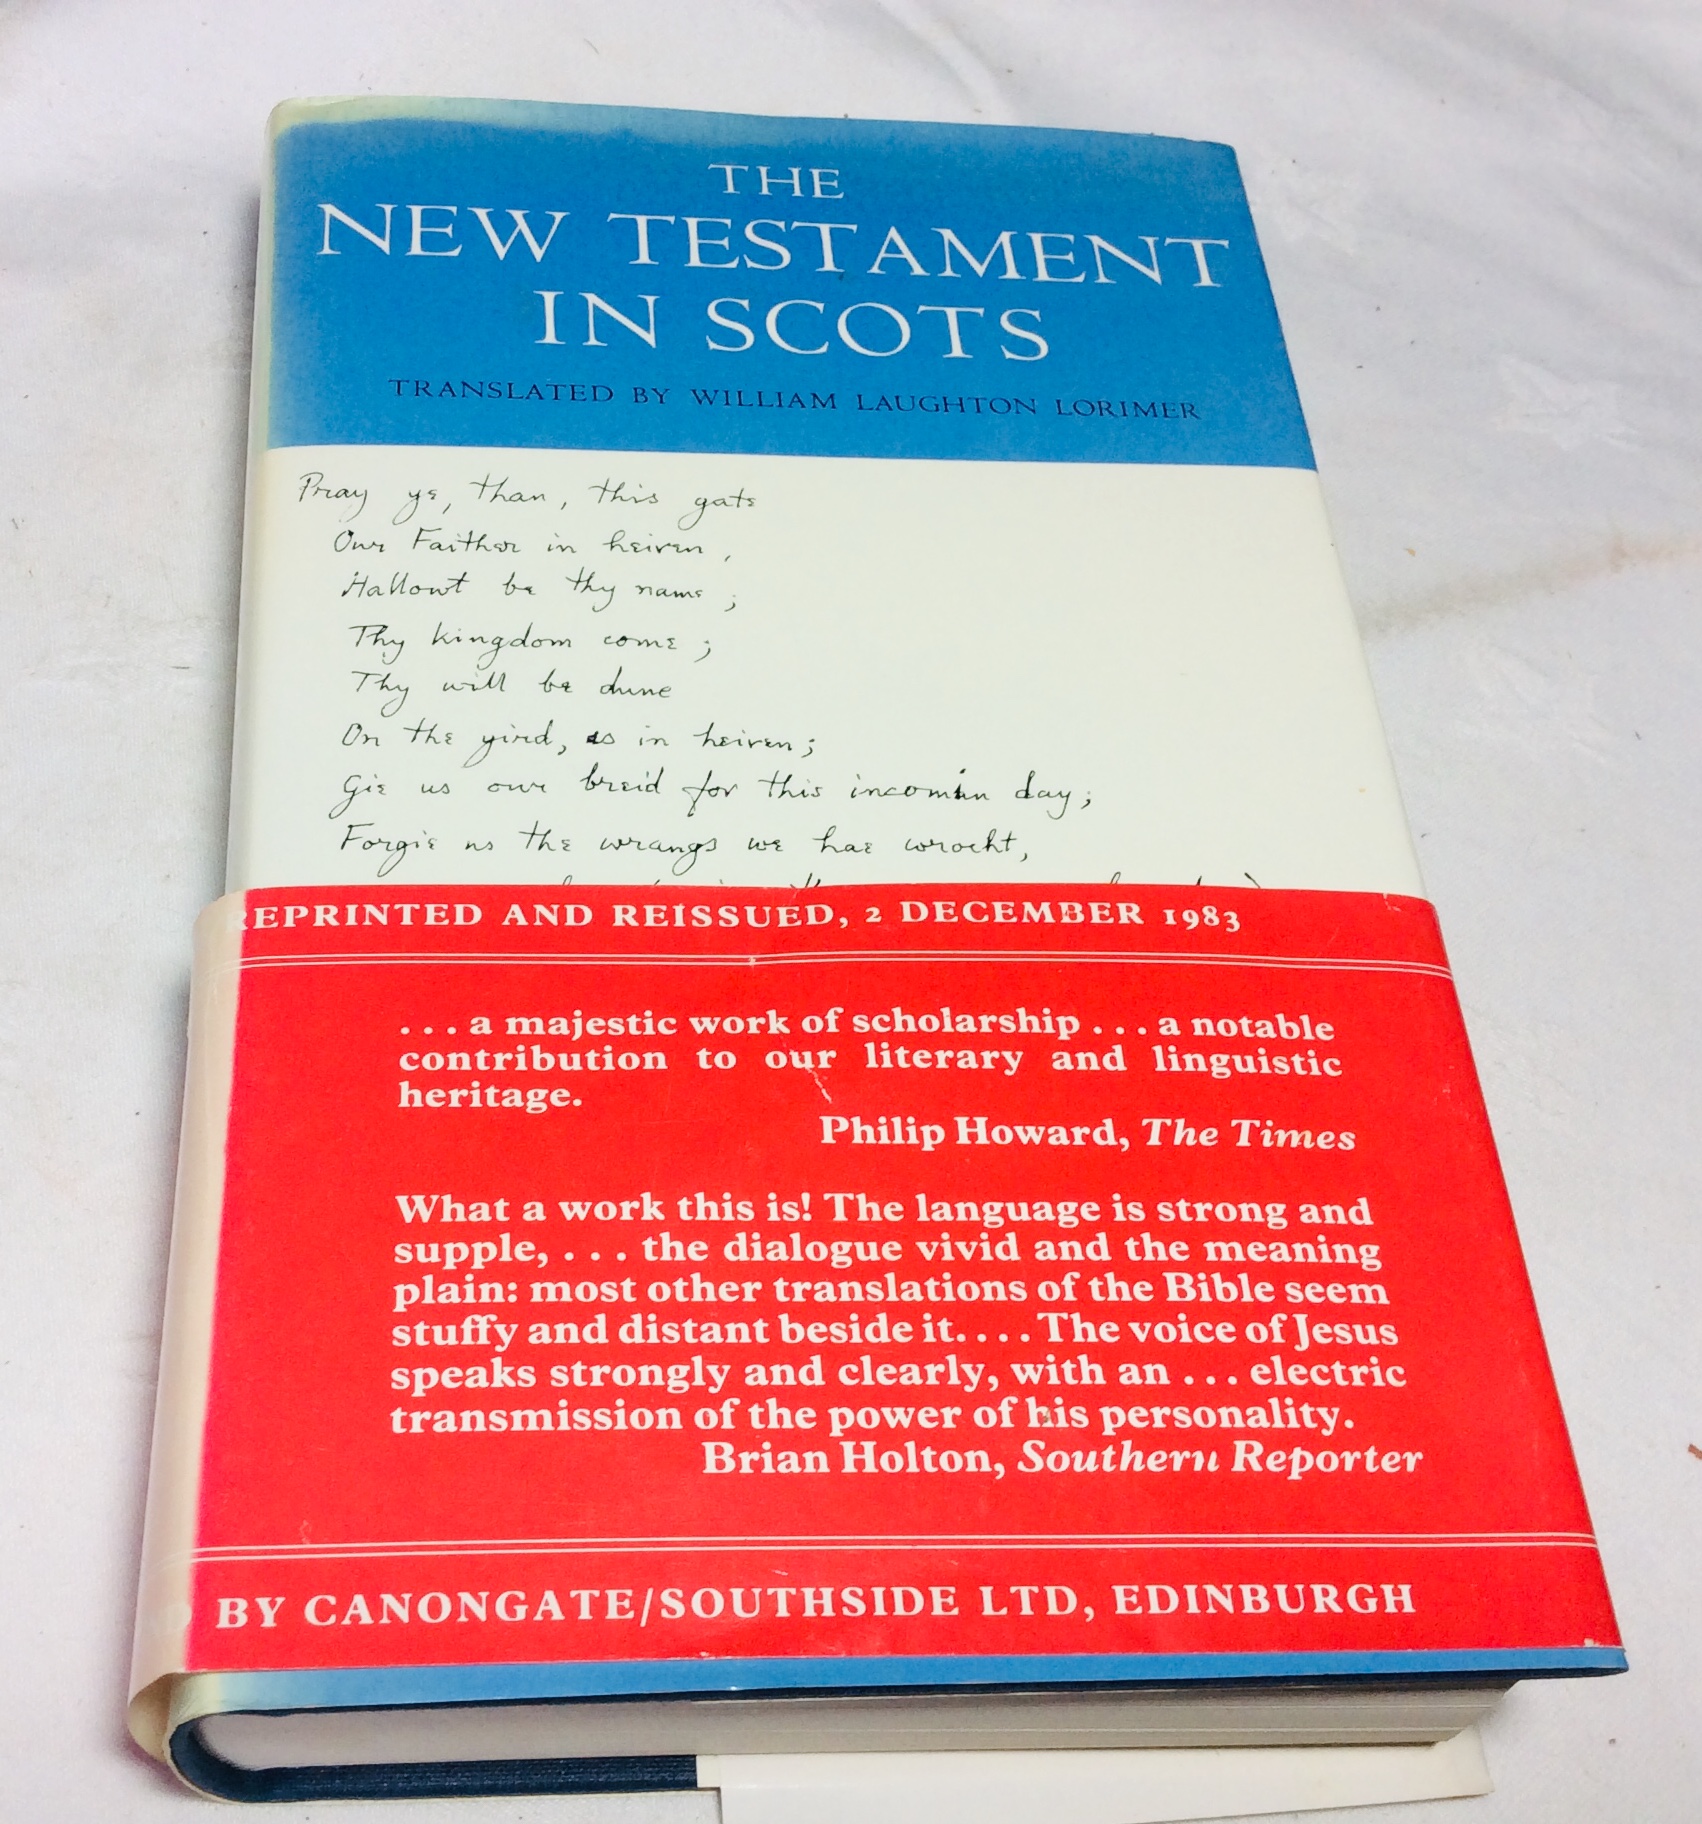 THE
NEW TESTAMENT
IN SCOTS
TRANSLATED BY WILLIAM LAUGHTON LORIMER
Pray ye, than, this gate
Our Faither in heiven,
Hallowt be thy name;
Thy kingdom come;
Thy will be dune
On the yird, as in heiven;
Gie us our breid for this incomin day;
Forgie us the wrangs we hae wrocht,
REPRINTED AND REISSUED, 2 DECEMBER 1983
. . . a majestic work of scholarship . . . a notable
contribution to our literary and linguistic
heritage.
Philip Howard, The Times
What a work this is! The language is strong and
supple, . . . the dialogue vivid and the meaning
plain: most other translations of the Bible seem
stuffy and distant beside it. . . . The voice of Jesus
speaks strongly and clearly, with an . . . electric
transmission of the power of his personality.
Brian Holton, Southern Reporter
BY CANONGATE/SOUTHSIDE LTD, EDINBURGH